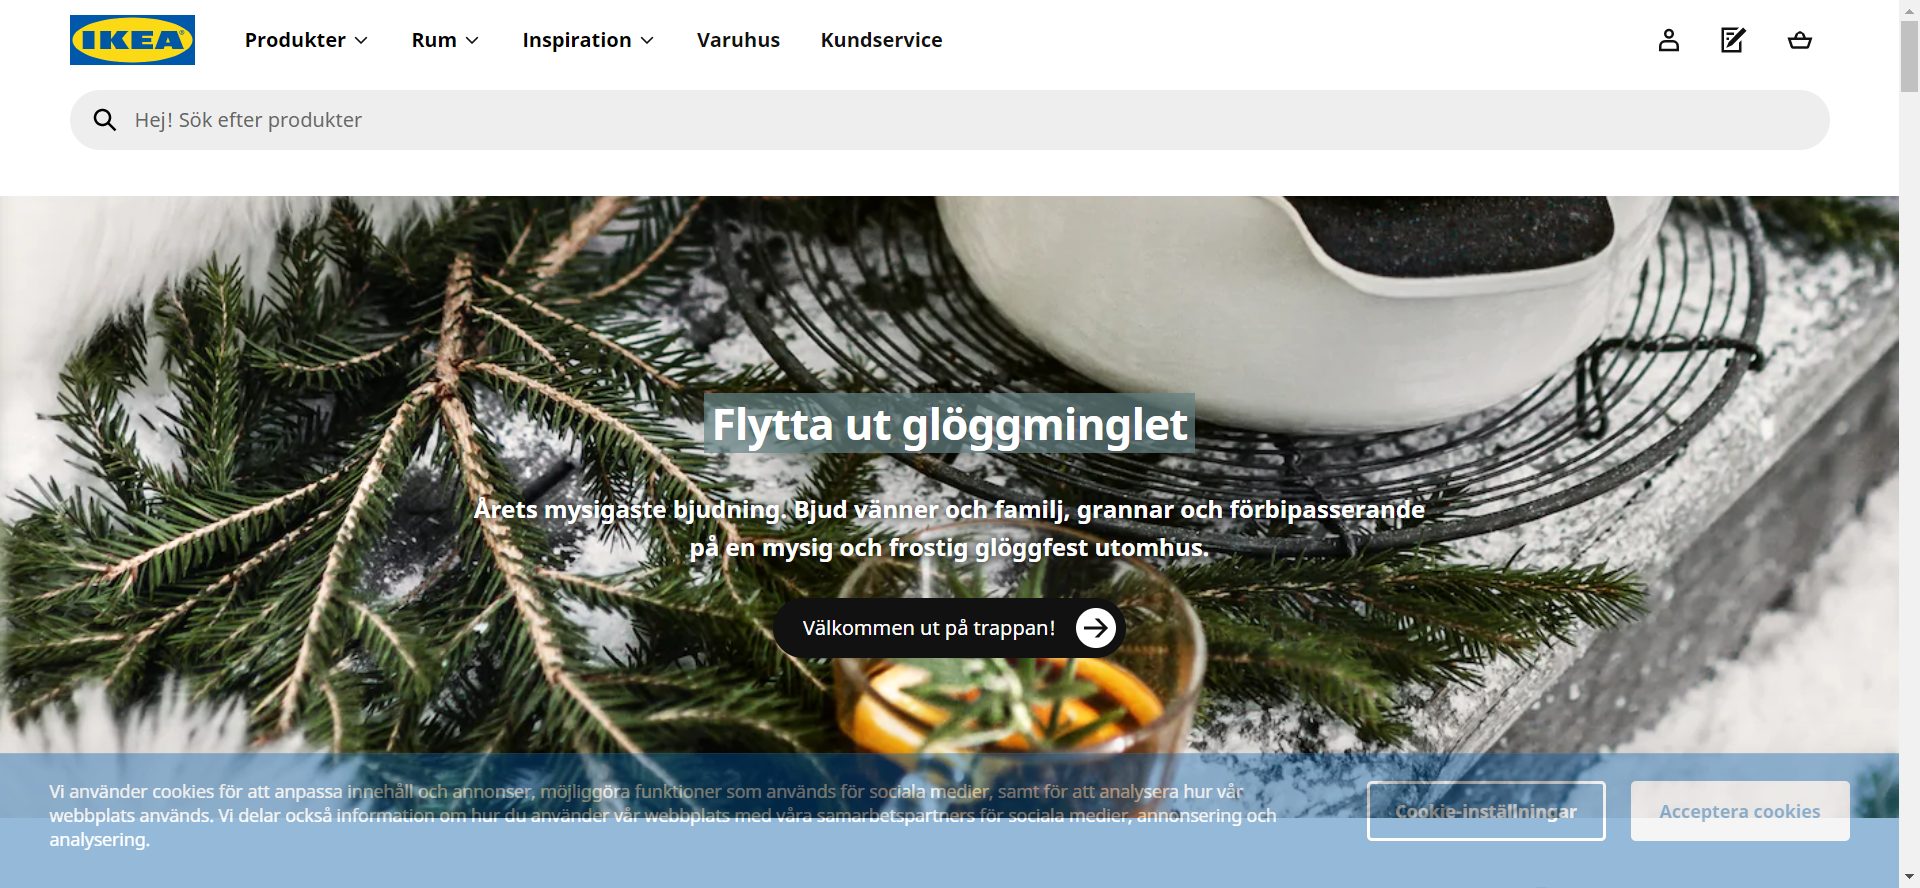 IKEA Produkter Rum Inspiration Varuhus Kundservice
Hej! Sök efter produkter
Flytta ut glöggminglet
Årets mysigaste bjudning. Bjud vänner och familj, grannar och förbipasserande
på en mysig och frostig glöggfest utomhus.
Välkommen ut på trappan!
Vi använder cookies för att anpassa innehåll och annonser, möjliggöra funktioner som används för sociala medier, samt för att analysera hur vår
webbplats används. Vi delar också information om hur du använder vår webbplats med våra samarbetspartners för sociala medier, annonsering och
analysering.
Cookie-inställningar
Acceptera cookies